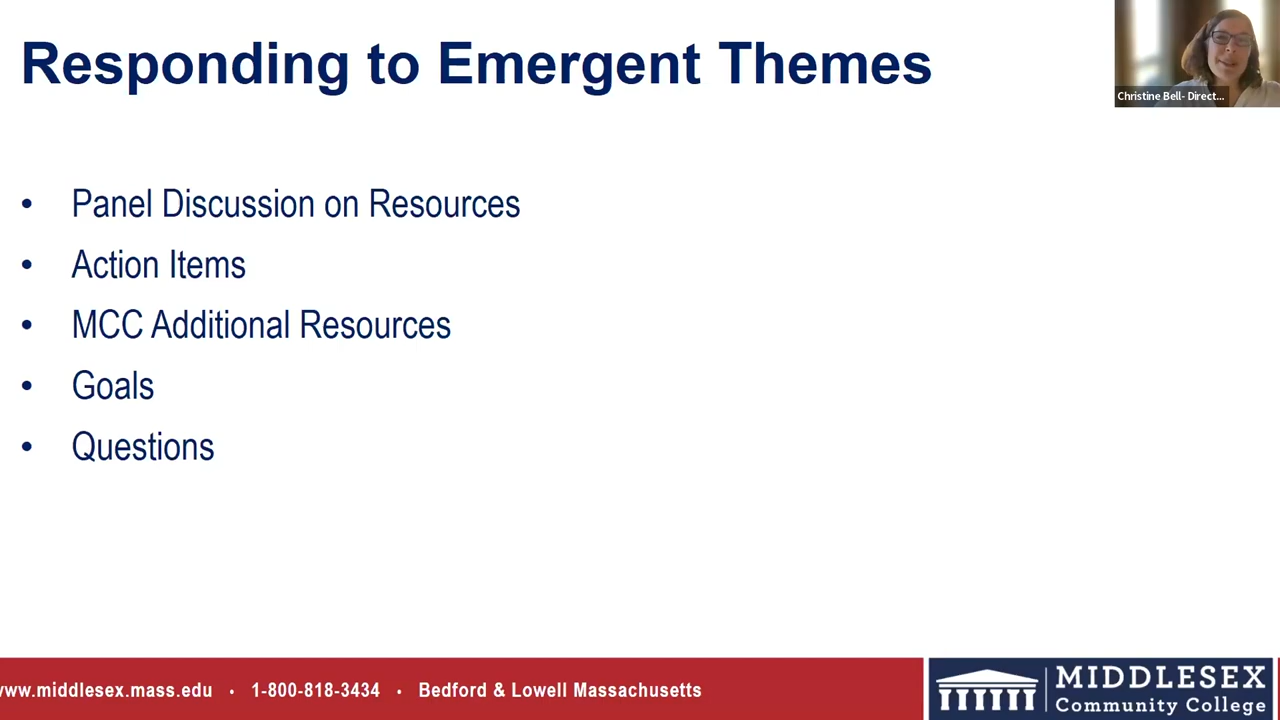 Responding to Emergent Themes
Christine Bell- Direct...
• Panel Discussion on Resources
• Action Items
• MCC Additional Resources
• Goals
• Questions
www.middlesex.mass.edu • 1-800-818-3434 • Bedford & Lowell Massachusetts
MIDDLESEX
Community College